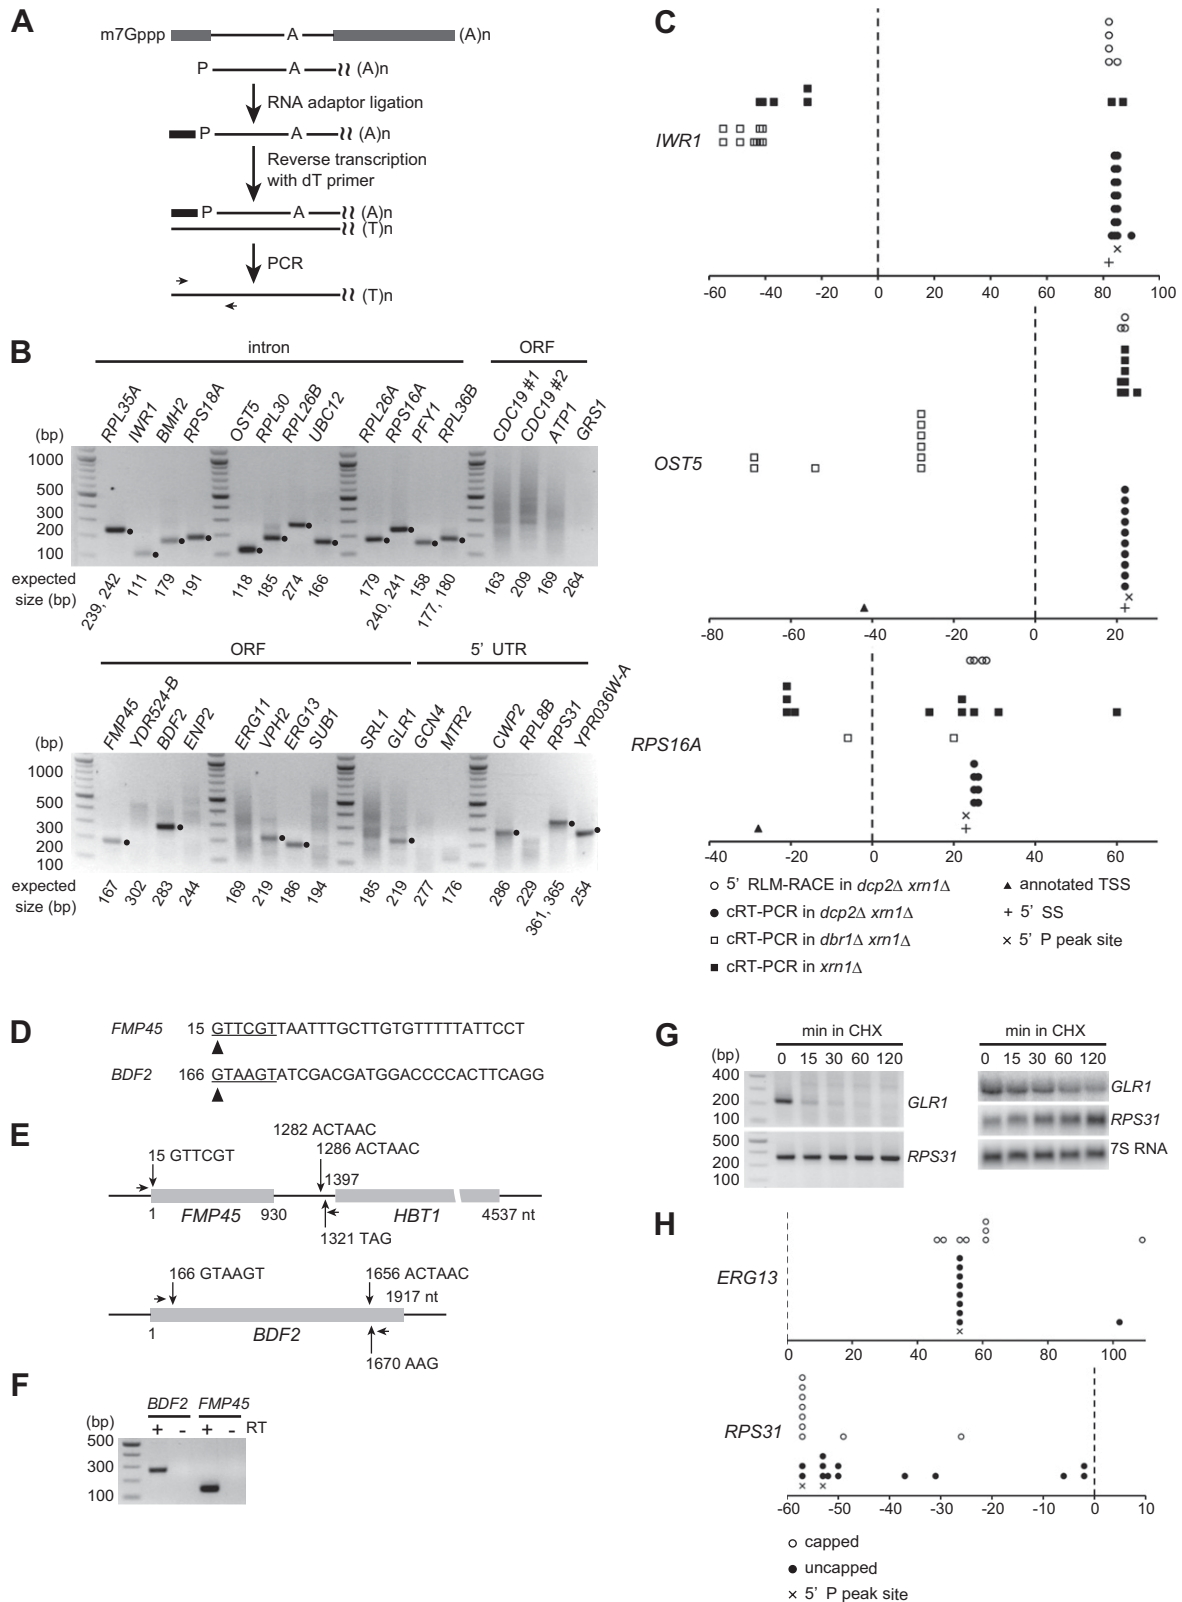 A
m7Gppp A (A)n
P A (A)n
RNA adaptor ligation
P A (A)n
Reverse transcription
with dT primer
P A (A)n
(T)n
PCR
(T)n
B
intron ORF
(bp) RPL35A IWR1 BMH2 RPS18A OST5 RPL30 RPL26B UBC12 RPL26A RPS16A PFY1 RPL36B CDC19 #1 CDC19 #2 ATP1 GRS1
1000
500
300
200
100
expected
size (bp)
239, 242 111 179 191 118 185 274 166 179 240, 241 158 177, 180 163 209 169 264
ORF 5' UTR
(bp) FMP45 YDR524-B BDF2 ENP2 ERG11 VPH2 ERG13 SUB1 SRL1 GLR1 GCN4 MTR2 CWP2 RPL8B RPS31 YPR036W-A
1000
500
300
200
100
expected
size (bp)
167 302 283 244 169 219 186 194 185 219 277 176 286 229 361, 365 254
C
IWR1
-60 -40 -20 0 20 40 60 80 100
OST5
-80 -60 -40 -20 0 20
RPS16A
-40 -20 0 20 40 60
5' RLM-RACE in dcp2Δ xrn1Δ
cRT-PCR in dcp2Δ xrn1Δ
cRT-PCR in dbr1Δ xrn1Δ
cRT-PCR in xrn1Δ
annotated TSS
5' SS
5' P peak site
D
FMP45 15 GTTCGTTAATTTGCTTGTGTTTTTATTCCT
BDF2 166 GTAAGTATCGACGATGGACCCCACTTCAGG
E
1282 ACTAAC
15 GTTCGT 1286 ACTAAC
1397
1 FMP45 930 HBT1 4537 nt
1321 TAG
166 GTAAGT 1656 ACTAAC
1917 nt
1 BDF2
1670 AAG
F
BDF2 FMP45
(bp) + - + - RT
500
300
100
G
min in CHX min in CHX
(bp) 0 15 30 60 120 0 15 30 60 120
400
200
100
GLR1
500
200
100
RPS31
GLR1
RPS31
7S RNA
H
ERG13
0 20 40 60 80 100
RPS31
-60 -50 -40 -30 -20 -10 0 10
capped
uncapped
5' P peak site